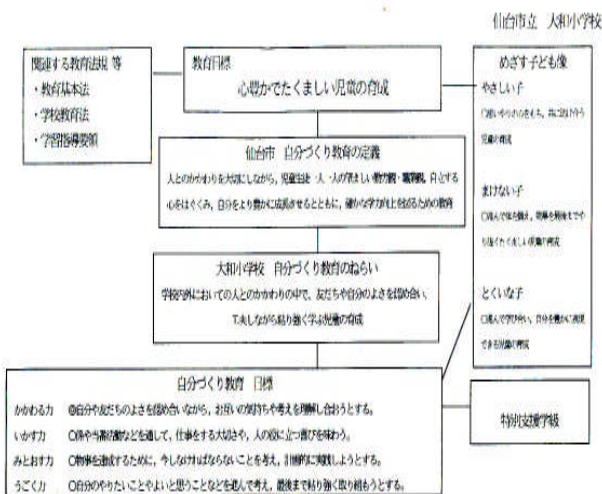 仙台市立 大和小学校
関連する教育法規 等
・教育基本法
・学校教育法
・学習指導要領
教育目標
心豊かでたくましい児童の育成
めざす子ども像
やさしい子
○思いやりの心をもち、共に助け合う
児童の育成
まけない子
○進んで体を鍛え、物事を最後までや
り抜くたくましい児童の育成
とくいな子
○進んで学び合い、自分を豊かに表現
できる児童の育成
仙台市 自分づくり教育の定義
人とのかかわりを大切にしながら，児童生徒一人一人の望ましい勤労観・職業観，自立する
心をはぐくみ，自分をより豊かに成長させるとともに，確かな学力向上を図るための教育
大和小学校 自分づくり教育のねらい
学校内外においての人とのかかわりの中で，友だちや自分のよさを認め合い，
工夫しながら粘り強く学ぶ児童の育成
自分づくり教育 目標
かかわる力 ◎自分や友だちのよさを認め合いながら，お互いの気持ちや考えを理解し合おうとする。
いかす力 ○係や当番活動などを通して，仕事をする大切さや，人の役に立つ喜びを味わう。
みとおす力 ○物事を達成するために，今しなければならないことを考え，計画的に実践しようとする。
うごく力 ○自分のやりたいことやよいと思うことなどを進んで考え，最後まで粘り強く取り組もうとする。
特別支援学級